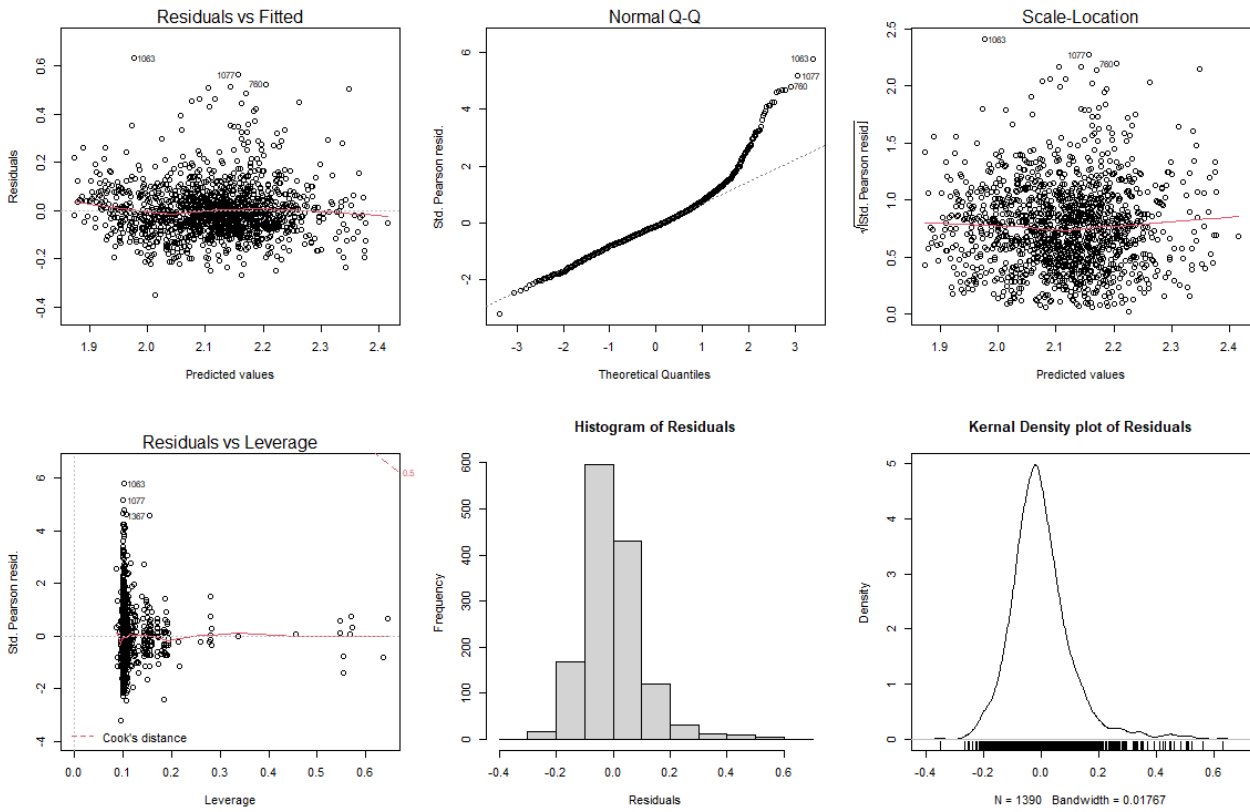 Residuals vs Fitted
Residuals
0.6
0.4
0.2
0.0
-0.2
-0.4
1063
1077
760
1.9 2.0 2.1 2.2 2.3 2.4
Predicted values
Normal Q-Q
Std. Pearson resid.
6
4
2
0
-2
1063
1077
760
-3 -2 -1 0 1 2 3
Theoretical Quantiles
Scale-Location
√|Std. Pearson resid|
2.5
2.0
1.5
1.0
0.5
0.0
1063
1077
760
1.9 2.0 2.1 2.2 2.3 2.4
Predicted values
Residuals vs Leverage
Std. Pearson resid.
6
4
2
0
-2
-4
1063
1077
1367
0.5
Cook's distance
0.0 0.1 0.2 0.3 0.4 0.5 0.6
Leverage
Histogram of Residuals
Frequency
600
500
400
300
200
100
0
-0.4 -0.2 0.0 0.2 0.4 0.6
Residuals
Kernal Density plot of Residuals
Density
5
4
3
2
1
0
-0.4 -0.2 0.0 0.2 0.4 0.6
N = 1390 Bandwidth = 0.01767